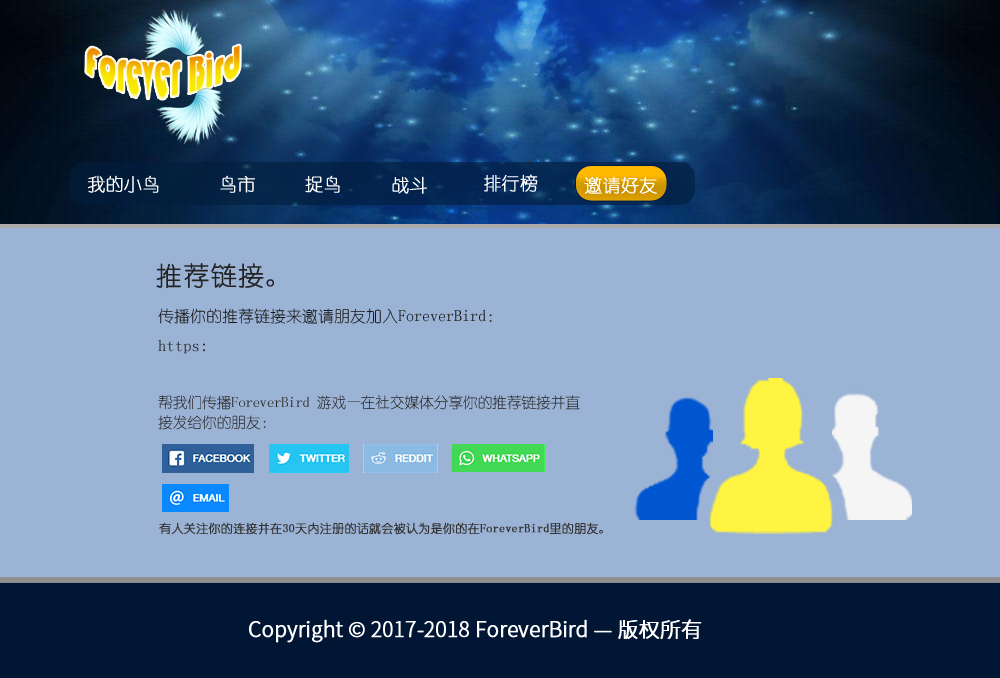 Forever Bird
我的小鸟 鸟市 捉鸟 战斗 排行榜 邀请好友
推荐链接。
传播你的推荐链接来邀请朋友加入ForeverBird:
https:
帮我们传播ForeverBird 游戏一在社交媒体分享你的推荐链接并直
接发给你的朋友:
FACEBOOK TWITTER REDDIT WHATSAPP
@ EMAIL
有人关注你的连接并在30天内注册的话就会被认为是你的在ForeverBird里的朋友。
Copyright © 2017-2018 ForeverBird — 版权所有